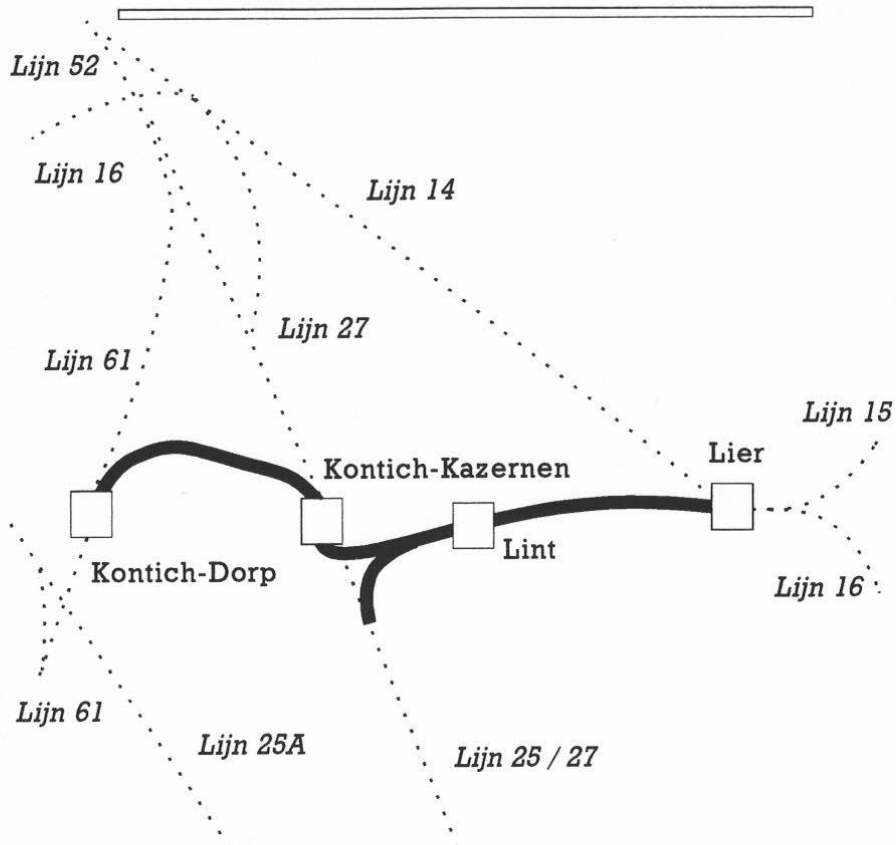 Lijn 52
Lijn 16
Lijn 14
Lijn 27
Lijn 61
Lijn 15
Lier
Kontich-Kazernen
Lint
Kontich-Dorp
Lijn 16
Lijn 61
Lijn 25A
Lijn 25 / 27